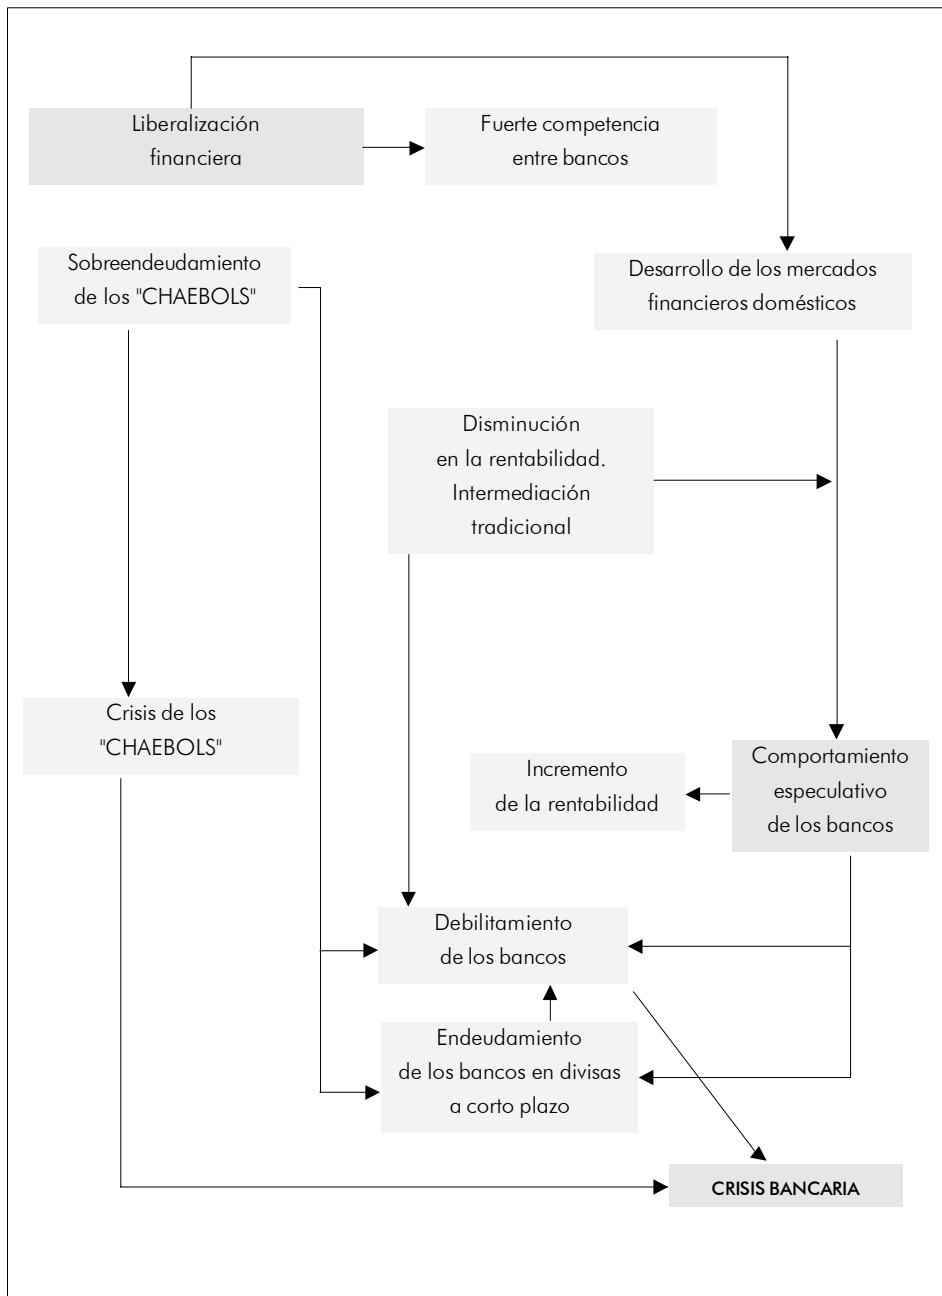 Liberalización
financiera
Fuerte competencia
entre bancos
Sobreendeudamiento
de los "CHAEBOLS"
Desarrollo de los mercados
financieros domésticos
Disminución
en la rentabilidad.
Intermediación
tradicional
Crisis de los
"CHAEBOLS"
Incremento
de la rentabilidad
Comportamiento
especulativo
de los bancos
Debilitamiento
de los bancos
Endeudamiento
de los bancos en divisas
a corto plazo
CRISIS BANCARIA